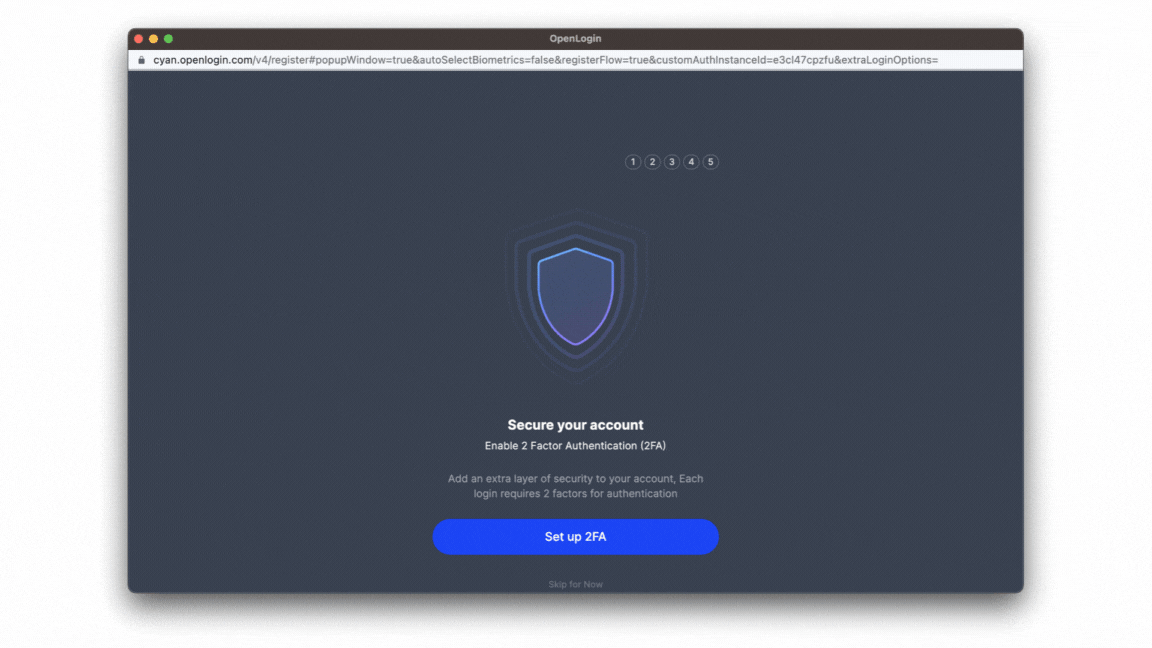 OpenLogin
cyan.openlogin.com/v4/register#popupWindow=true&autoSelectBiometrics=false&registerFlow=true&customAuthInstanceId=e3cl47cpzfu&extraLoginOptions=
1 2 3 4 5
Secure your account
Enable 2 Factor Authentication (2FA)
Add an extra layer of security to your account, Each
login requires 2 factors for authentication
Set up 2FA
Skip for Now